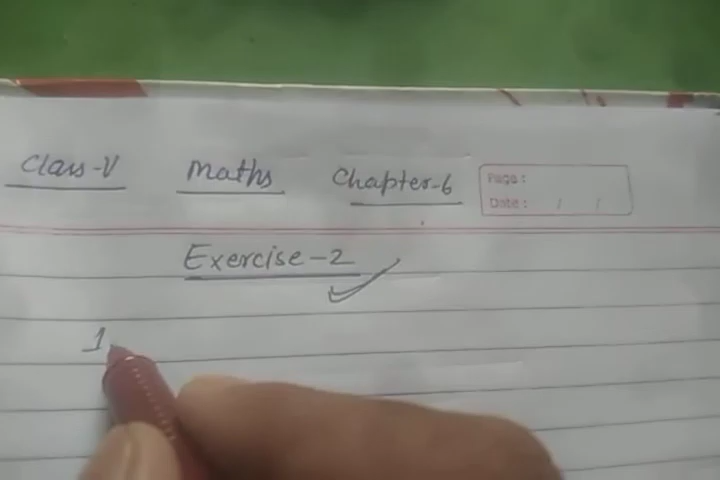 Class-V Maths Chapter-6
Page :
Date : / /
Exercise-2
1